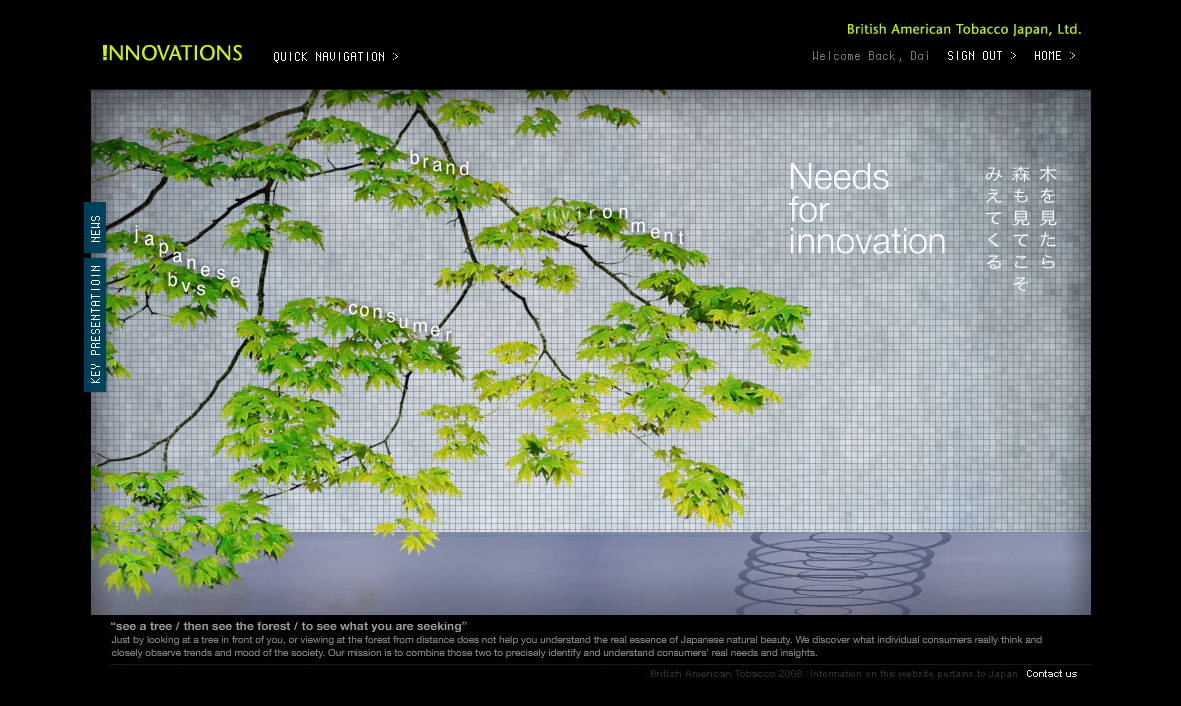 British American Tobacco Japan, Ltd.
!NNOVATIONS
QUICK NAVIGATION >
Welcome Back, Dai
SIGN OUT >
HOME >
brand
environment
japanese
bvs
consumer
Needs
for
innovation
木を見たら
森も見てこそ
みえてくる
NEWS
KEY PRESENTATIOIN
“see a tree / then see the forest / to see what you are seeking”
Just by looking at a tree in front of you, or viewing at the forest from distance does not help you understand the real essence of Japanese natural beauty. We discover what individual consumers really think and
closely observe trends and mood of the society. Our mission is to combine those two to precisely identify and understand consumers’ real needs and insights.
British American Tobacco 2008 : Information on this website pertains to Japan
Contact us